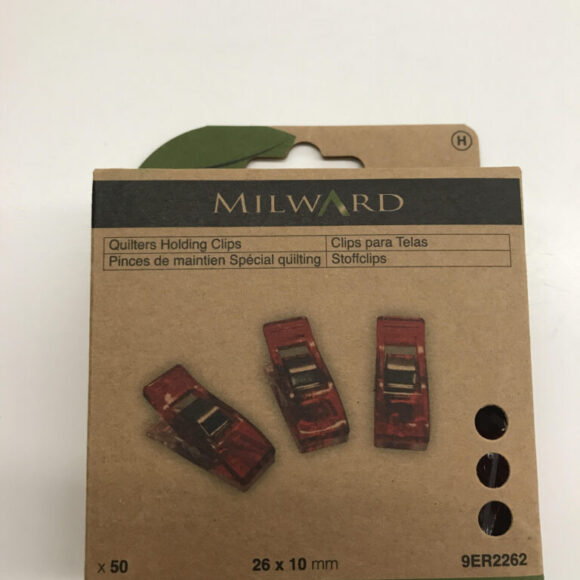 H
MILWARD
Quilters Holding Clips
Clips para Telas
Pinces de maintien Spécial quilting
Stoffclips
x 50
26 x 10 mm
9ER2262